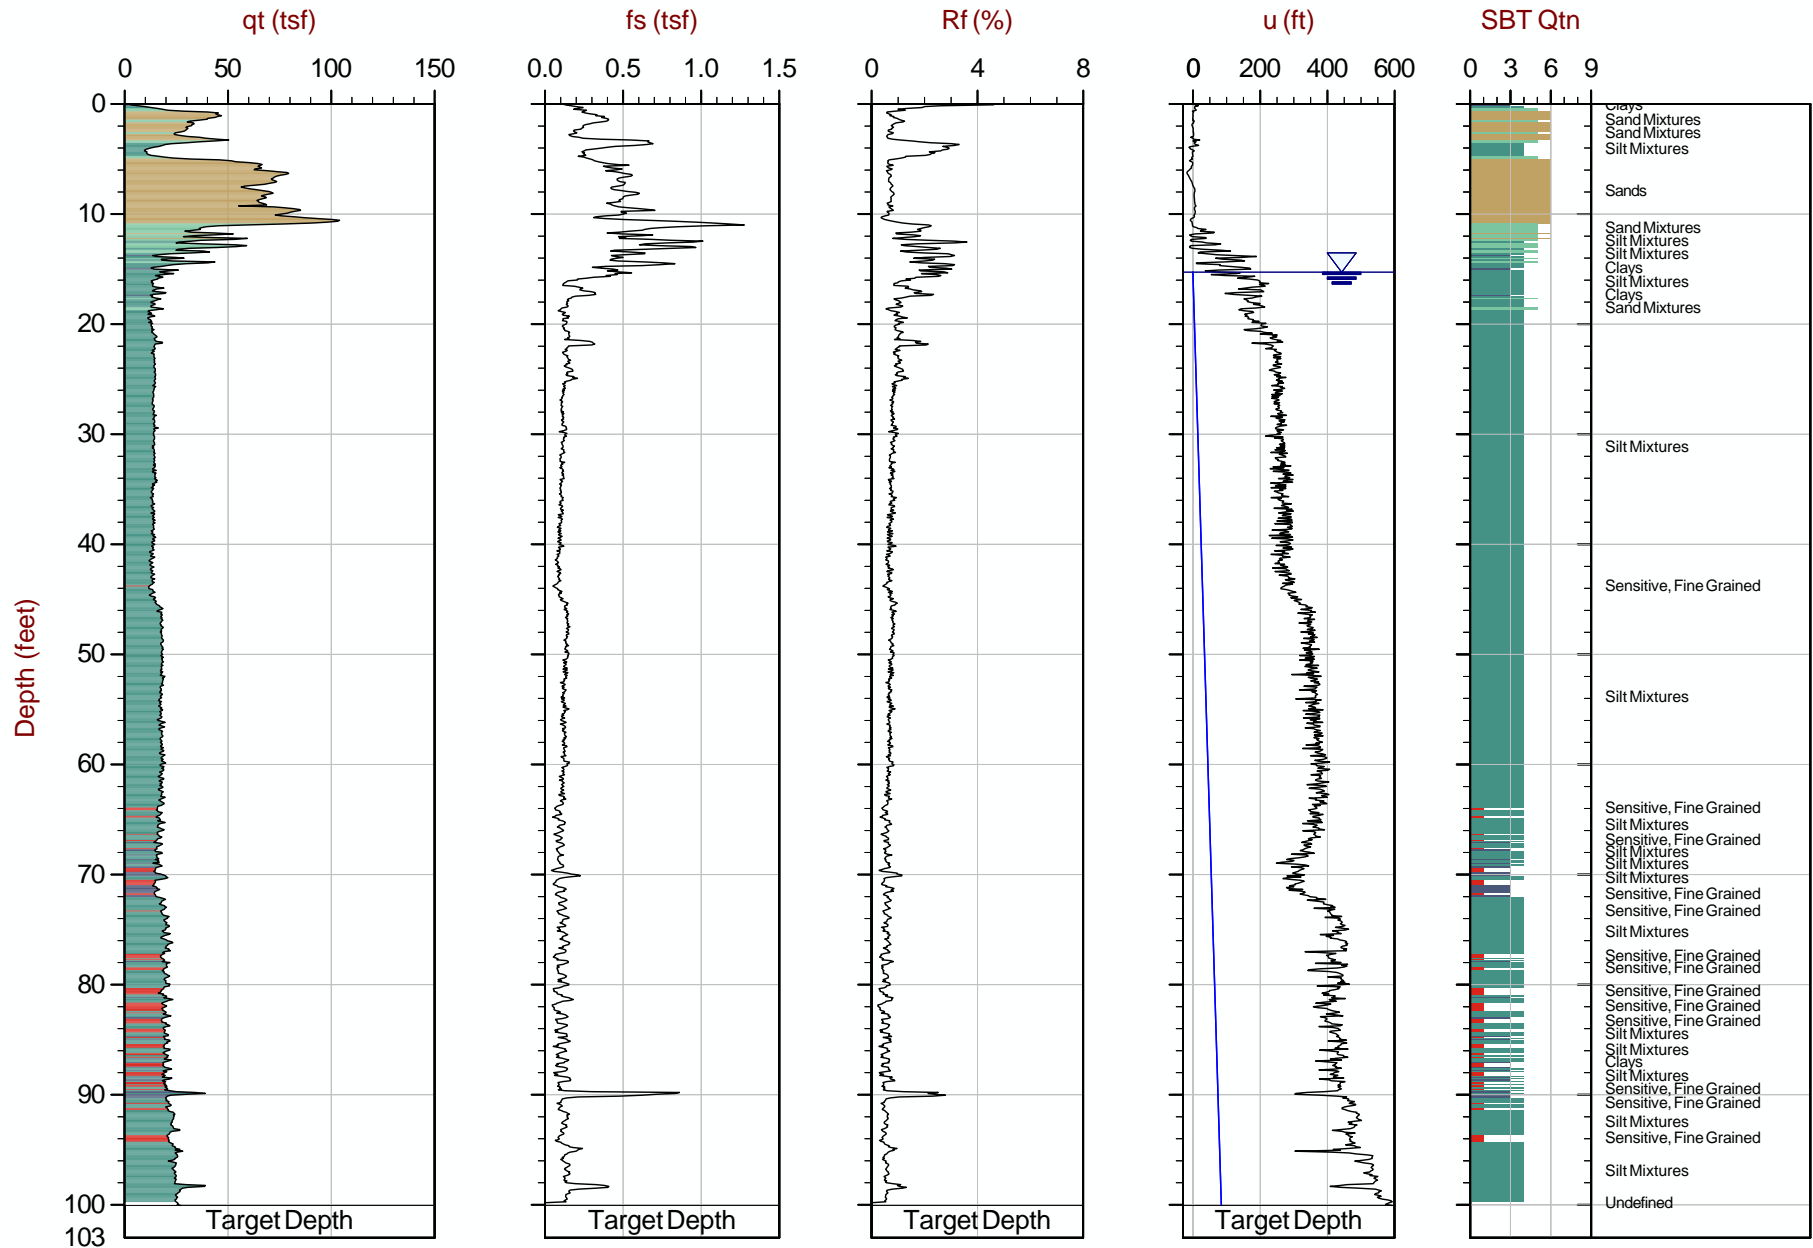 qt (tsf) fs (tsf) Rf (%) u (ft) SBT Qtn
0 50 100 150 0.0 0.5 1.0 1.5 0 4 8 0 200 400 600 0 3 6 9
0
Clays
Sand Mixtures
Sand Mixtures
Silt Mixtures
Sands
10
Sand Mixtures
Silt Mixtures
Silt Mixtures
Clays
Silt Mixtures
Clays
Sand Mixtures
20
30
Silt Mixtures
40
Sensitive, Fine Grained
Depth (feet)
50
Silt Mixtures
60
Sensitive, Fine Grained
Silt Mixtures
Sensitive, Fine Grained
Silt Mixtures
Silt Mixtures
70
Silt Mixtures
Sensitive, Fine Grained
Sensitive, Fine Grained
Silt Mixtures
Sensitive, Fine Grained
Sensitive, Fine Grained
80
Sensitive, Fine Grained
Sensitive, Fine Grained
Sensitive, Fine Grained
Silt Mixtures
Silt Mixtures
Clays
Silt Mixtures
Sensitive, Fine Grained
90
Sensitive, Fine Grained
Silt Mixtures
Sensitive, Fine Grained
Silt Mixtures
100
Undefined
Target Depth Target Depth Target Depth Target Depth
103